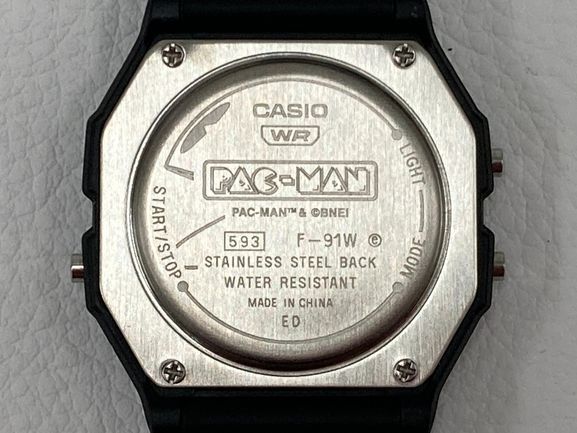 CASIO
WR
PAC-MAN
PAC-MAN™ & ©BNEI
593 F-91W ⓔ
STAINLESS STEEL BACK
WATER RESISTANT
MADE IN CHINA
ED
START/STOP
LIGHT
MODE